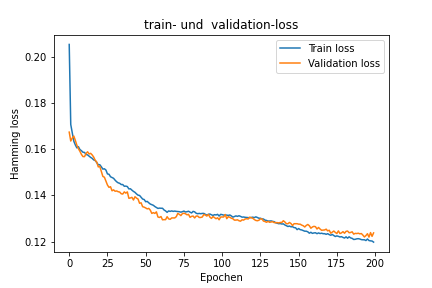 train- und  validation-loss
Train loss
Validation loss
Hamming loss
0.20
0.18
0.16
0.14
0.12
0 25 50 75 100 125 150 175 200
Epochen